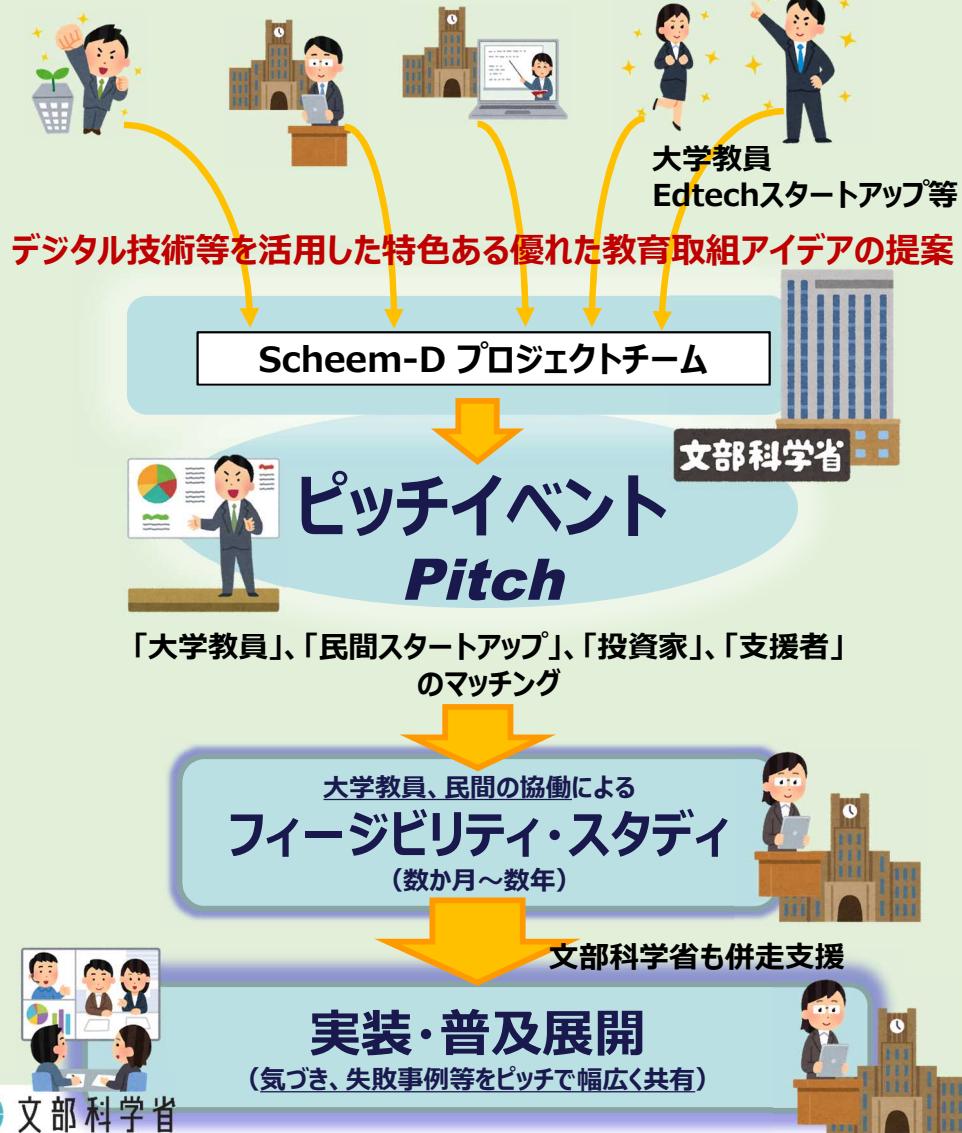 大学教員
Edtechスタートアップ等
デジタル技術等を活用した特色ある優れた教育取組アイデアの提案
Scheem-D プロジェクトチーム
文部科学省
ピッチイベント
Pitch
「大学教員」、「民間スタートアップ」、「投資家」、「支援者」
のマッチング
大学教員、民間の協働による
フィージビリティ・スタディ
（数か月～数年）
文部科学省も併走支援
実装・普及展開
（気づき、失敗事例等をピッチで幅広く共有）
文部科学省